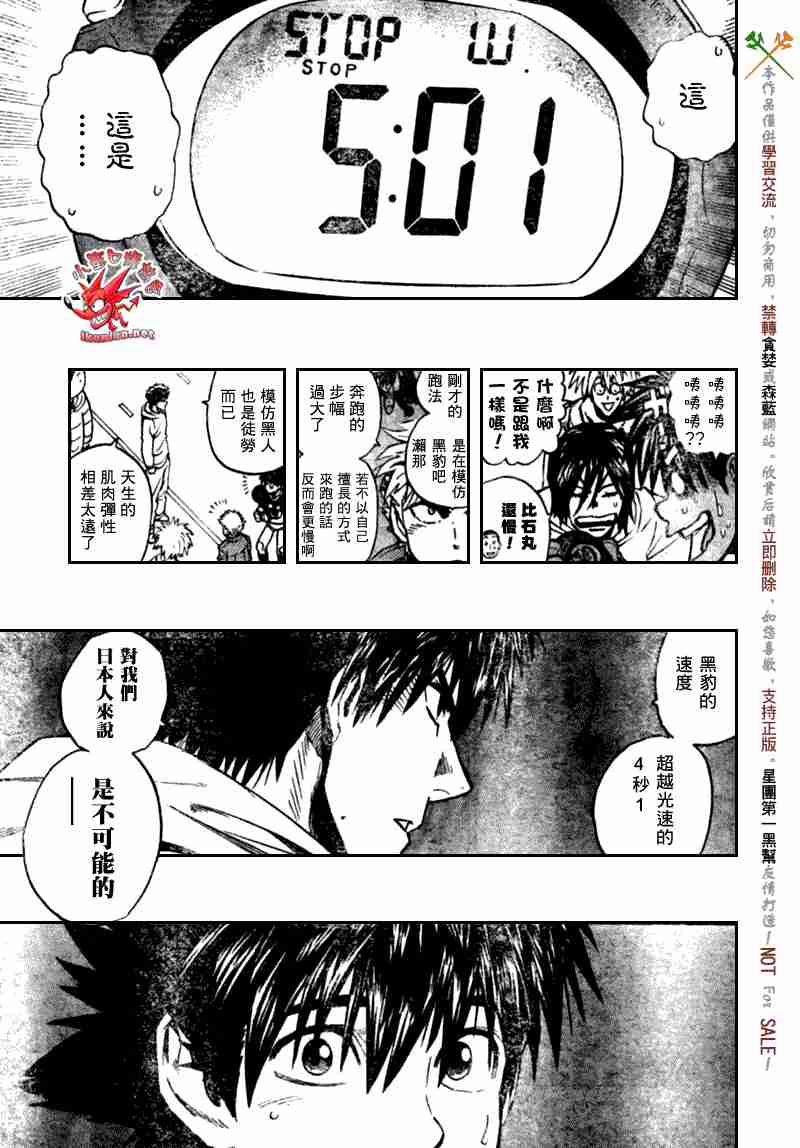 STOP
STOP
1W
5:01
這
這是
……
咦咦咦
咦咦咦??
什麼啊
不是跟我
一樣嗎!
比石丸
還慢!
剛才的
跑法
是在模仿
黑豹吧
瀨那
奔跑的
步幅
過大了
若不以自己
擅長的方式
來跑的話
反而會更慢啊
模仿黑人
也是徒勞
而已
天生的
肌肉彈性
相差太遠了
黑豹的
速度
超越光速的
4秒1
對我們
日本人來說
是不可能的
——
本作品僅供學習交流,切勿商用,禁轉貪婪或森藍網站。欣賞后請立即刪除,如您喜歡,支持正版。星團第一黑幫友情打造!NOT For SALE!